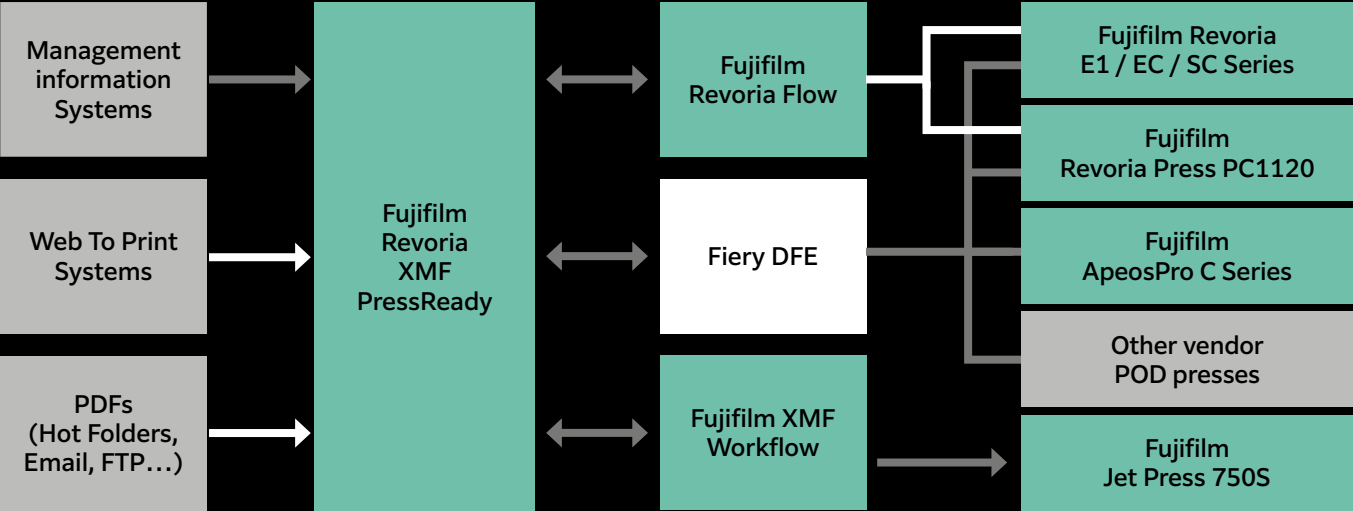 Management
information
Systems
Web To Print
Systems
PDFs
(Hot Folders,
Email, FTP...)
Fujifilm
Revoria
XMF
PressReady
Fujifilm
Revoria Flow
Fiery DFE
Fujifilm XMF
Workflow
Fujifilm Revoria
E1 / EC / SC Series
Fujifilm
Revoria Press PC1120
Fujifilm
ApeosPro C Series
Other vendor
POD presses
Fujifilm
Jet Press 750S